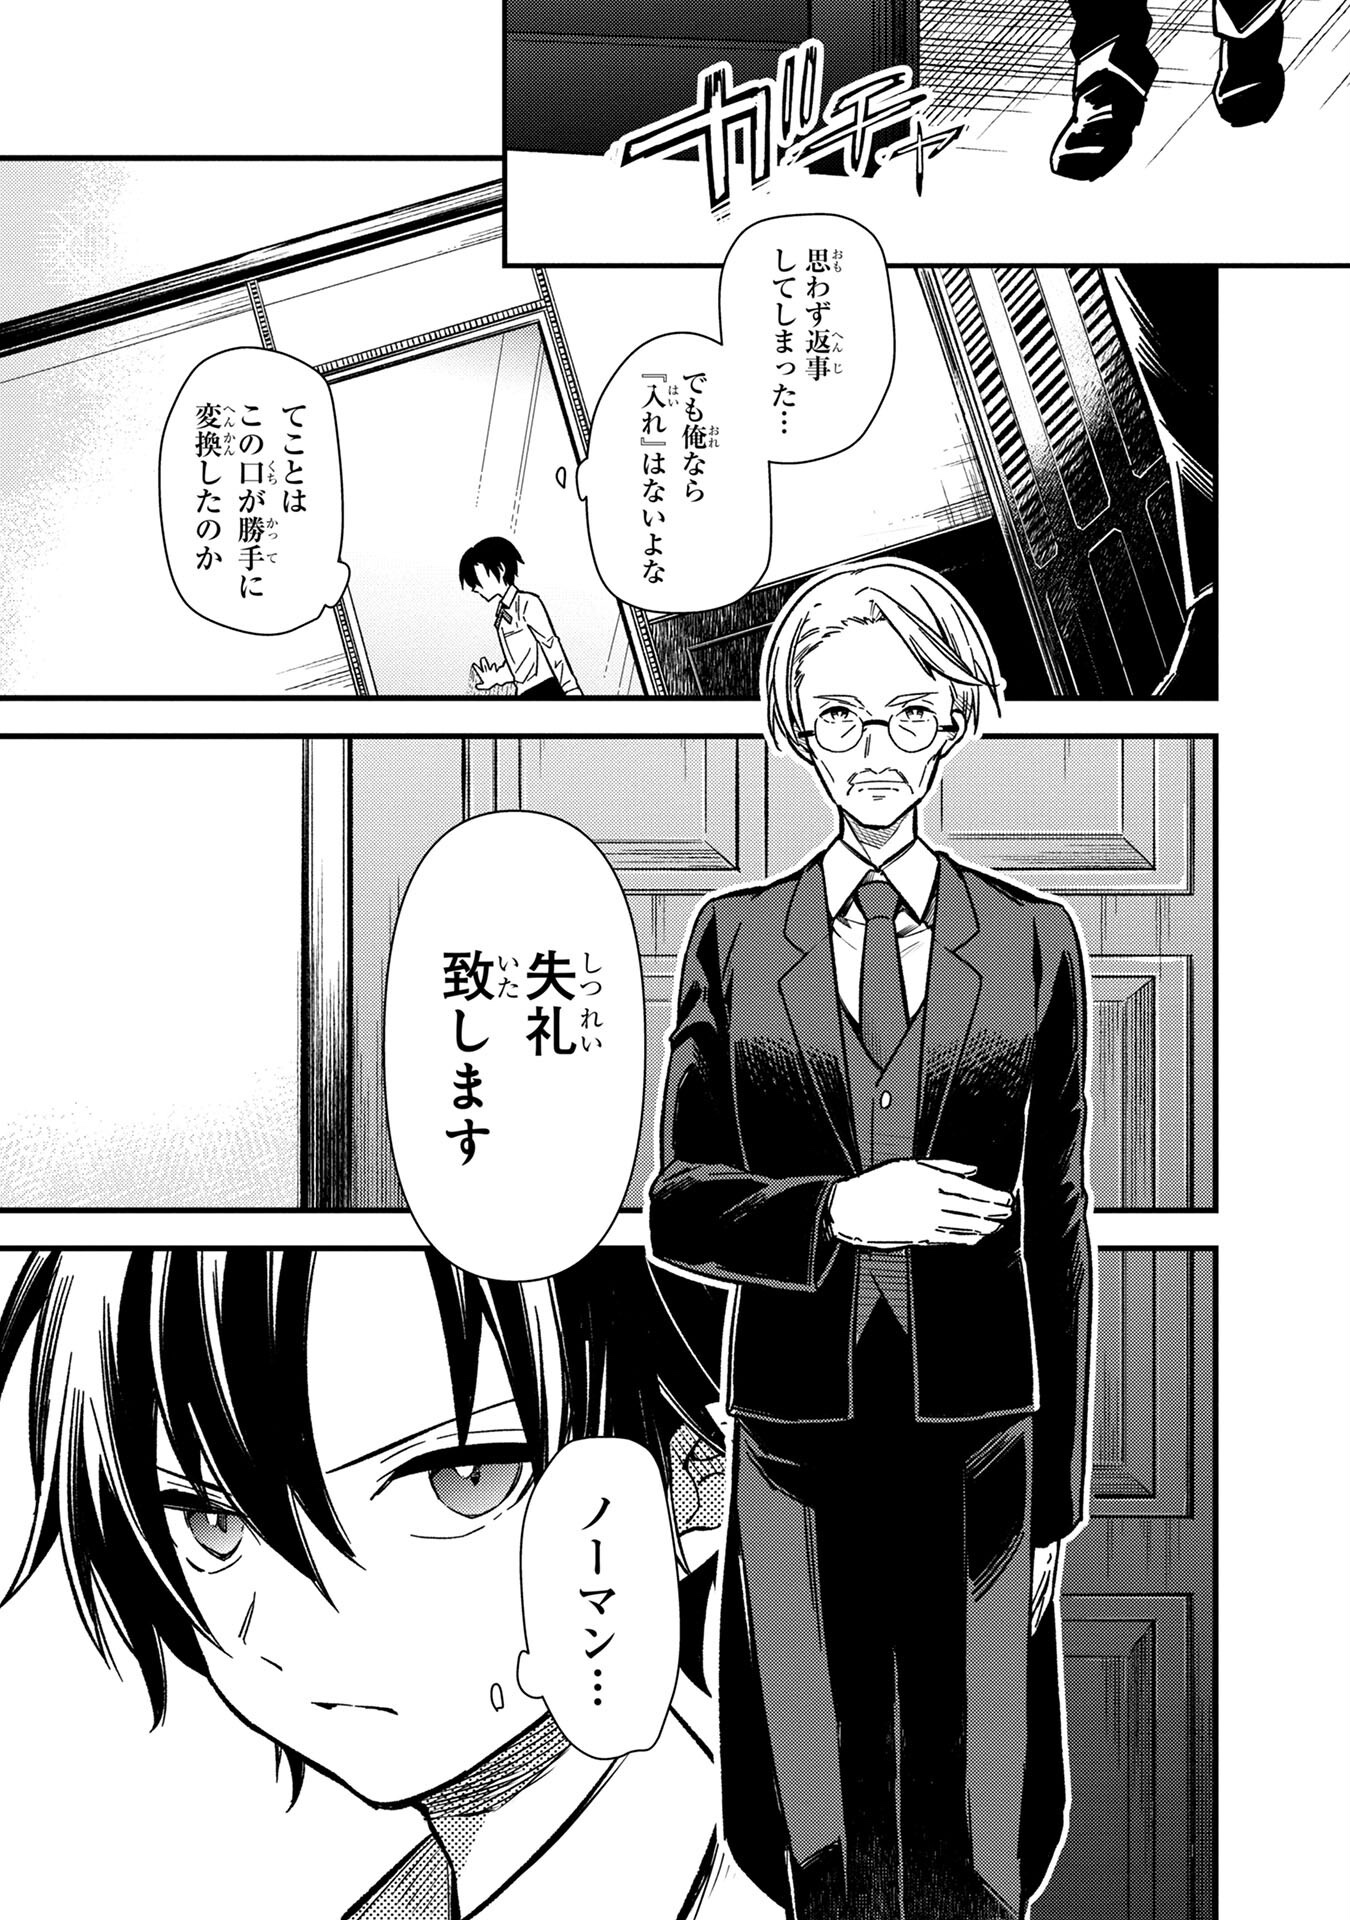 ガチャ
思わず返事
してしまった…
でも俺なら
『入れ』はないよな
てことは
この口が勝手に
変換したのか
失礼
致します
ノーマン…